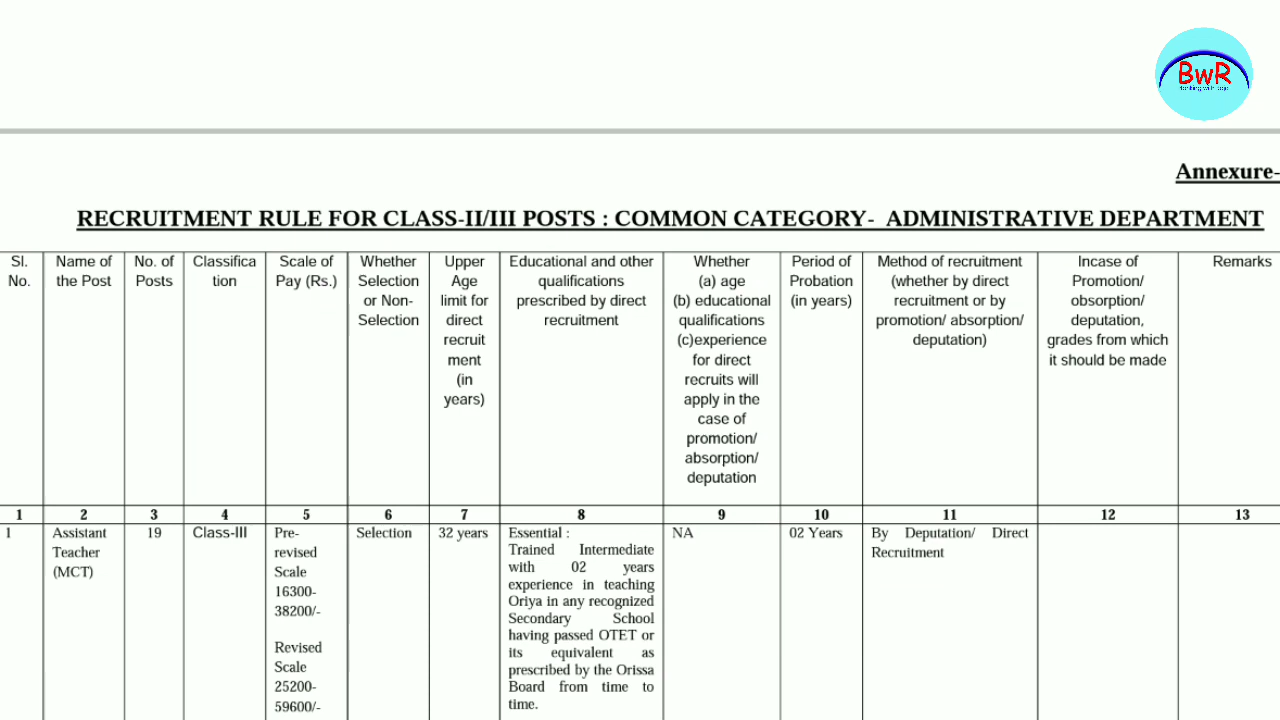 BwR
Annexure-
RECRUITMENT RULE FOR CLASS-II/III POSTS : COMMON CATEGORY- ADMINISTRATIVE DEPARTMENT
Sl.
No.
Name of
the Post
No. of
Posts
Classifica
tion
Scale of
Pay (Rs.)
Whether
Selection
or Non-
Selection
Upper
Age
limit for
direct
recruit
ment
(in
years)
Educational and other
qualifications
prescribed by direct
recruitment
Whether
(a) age
(b) educational
qualifications
(c)experience
for direct
recruits will
apply in the
case of
promotion/
absorption/
deputation
Period of
Probation
(in years)
Method of recruitment
(whether by direct
recruitment or by
promotion/ absorption/
deputation)
Incase of
Promotion/
obsorption/
deputation,
grades from which
it should be made
Remarks
1 2 3 4 5 6 7 8 9 10 11 12 13
1
Assistant
Teacher
(MCT)
19
Class-III
Pre-
revised
Scale
16300-
38200/-
Revised
Scale
25200-
59600/-
Selection
32 years
Essential :
Trained Intermediate
with 02 years
experience in teaching
Oriya in any recognized
Secondary School
having passed OTET or
its equivalent as
prescribed by the Orissa
Board from time to
time.
NA
02 Years
By Deputation/ Direct
Recruitment